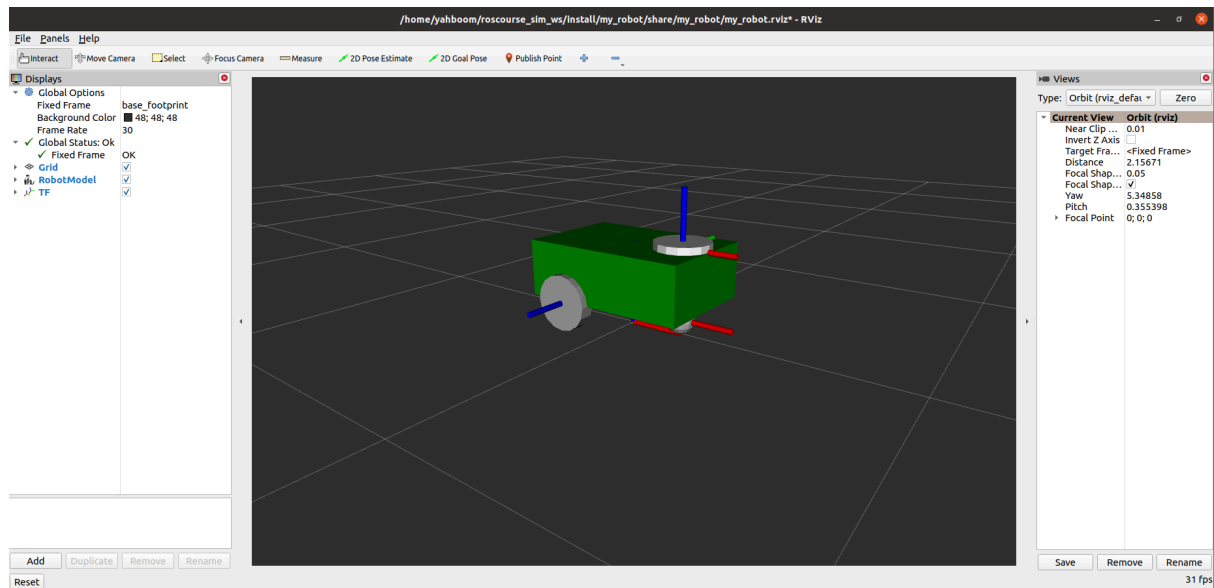 /home/yahboom/roscourse_sim_ws/install/my_robot/share/my_robot/my_robot.rviz* - RViz
File Panels Help
Interact Move Camera Select Focus Camera Measure 2D Pose Estimate 2D Goal Pose Publish Point
Displays
Global Options
Fixed Frame base_footprint
Background Color 48; 48; 48
Frame Rate 30
Global Status: Ok
Fixed Frame OK
Grid
RobotModel
TF
Add Duplicate Remove Rename
Reset
Views
Type: Orbit (rviz_defau Zero
Current View Orbit (rviz)
Near Clip ... 0.01
Invert Z Axis
Target Fra... <Fixed Frame>
Distance 2.15671
Focal Shap... 0.05
Focal Shap...
Yaw 5.34858
Pitch 0.355398
Focal Point 0; 0; 0
Save Remove Rename
31 fps